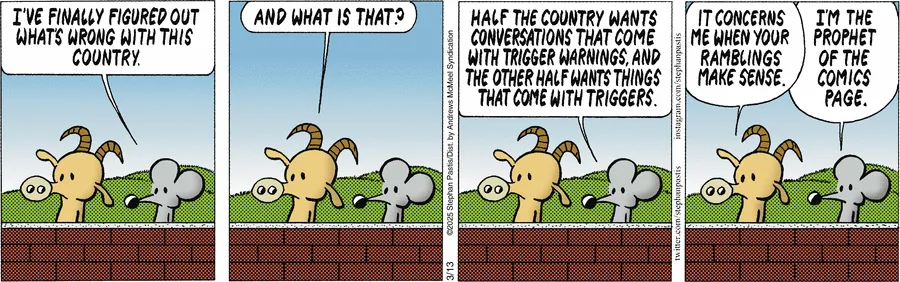 I'VE FINALLY FIGURED OUT
WHAT'S WRONG WITH THIS
COUNTRY.
AND WHAT IS THAT?
©2025 Stephan Pastis/Dist. by Andrews McMeel Syndication
3/13
HALF THE COUNTRY WANTS
CONVERSATIONS THAT COME
WITH TRIGGER WARNINGS, AND
THE OTHER HALF WANTS THINGS
THAT COME WITH TRIGGERS.
instagram.com/stephanpastis
twitter.com/stephanpastis
IT CONCERNS
ME WHEN YOUR
RAMBLINGS
MAKE SENSE.
I'M THE
PROPHET
OF THE
COMICS
PAGE.